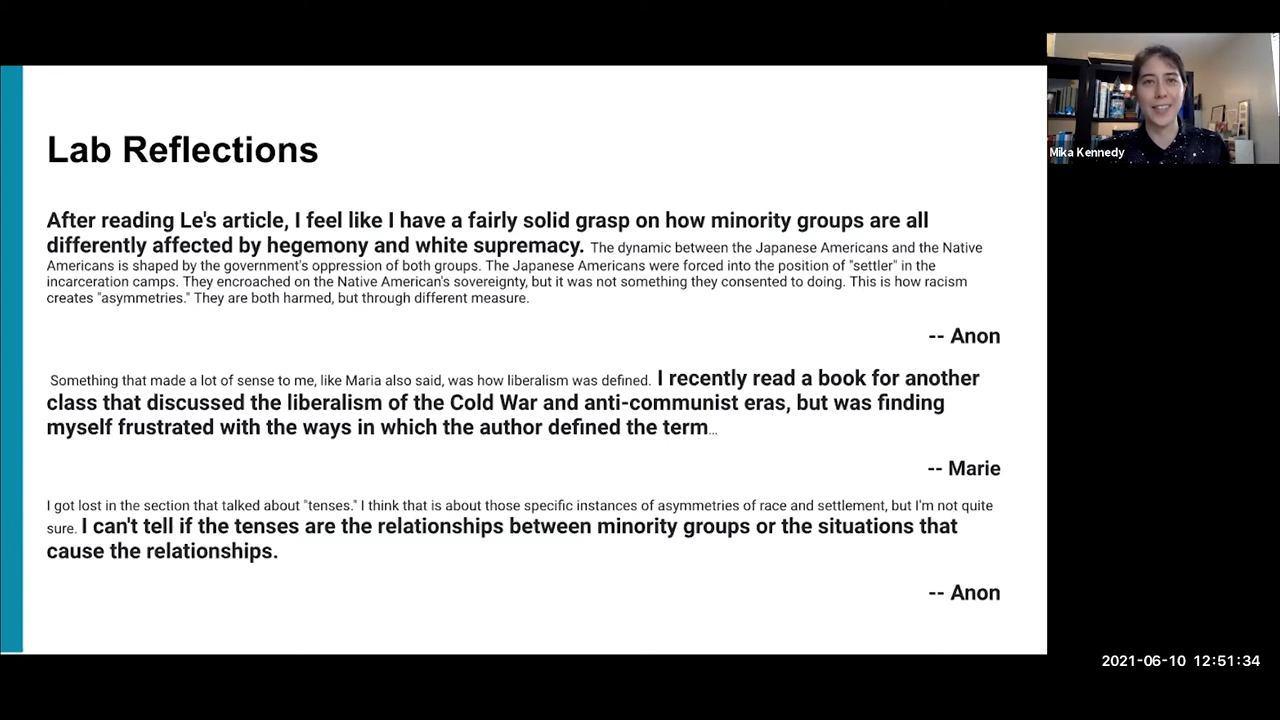 Lab Reflections
After reading Le's article, I feel like I have a fairly solid grasp on how minority groups are all
differently affected by hegemony and white supremacy. The dynamic between the Japanese Americans and the Native
Americans is shaped by the government's oppression of both groups. The Japanese Americans were forced into the position of "settler" in the
incarceration camps. They encroached on the Native American's sovereignty, but it was not something they consented to doing. This is how racism
creates "asymmetries." They are both harmed, but through different measure.
-- Anon
Something that made a lot of sense to me, like Maria also said, was how liberalism was defined. I recently read a book for another
class that discussed the liberalism of the Cold War and anti-communist eras, but was finding
myself frustrated with the ways in which the author defined the term...
-- Marie
I got lost in the section that talked about "tenses." I think that is about those specific instances of asymmetries of race and settlement, but I'm not quite
sure. I can't tell if the tenses are the relationships between minority groups or the situations that
cause the relationships.
-- Anon
Mika Kennedy
2021-06-10 12:51:34